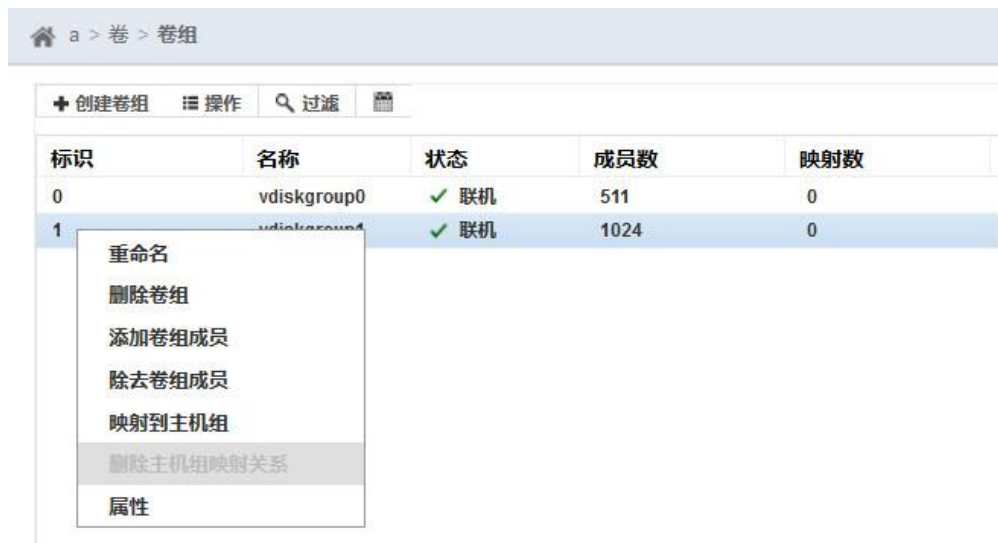 a > 卷 > 卷组
创建卷组 操作 过滤
标识 名称 状态 成员数 映射数
0 vdiskgroup0 联机 511 0
1 vdiskgroup1 联机 1024 0
重命名
删除卷组
添加卷组成员
除去卷组成员
映射到主机组
删除主机组映射关系
属性